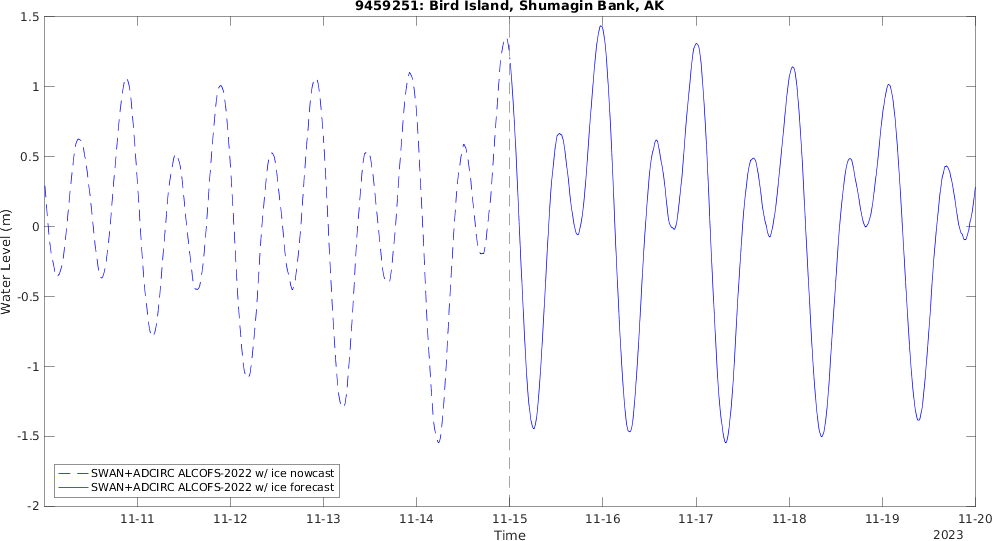 9459251: Bird Island, Shumagin Bank, AK
1.5
1
0.5
0
-0.5
-1
-1.5
-2
Water Level (m)
SWAN+ADCIRC ALCOFS-2022 w/ ice nowcast
SWAN+ADCIRC ALCOFS-2022 w/ ice forecast
11-11 11-12 11-13 11-14 11-15 11-16 11-17 11-18 11-19 11-20
Time
2023